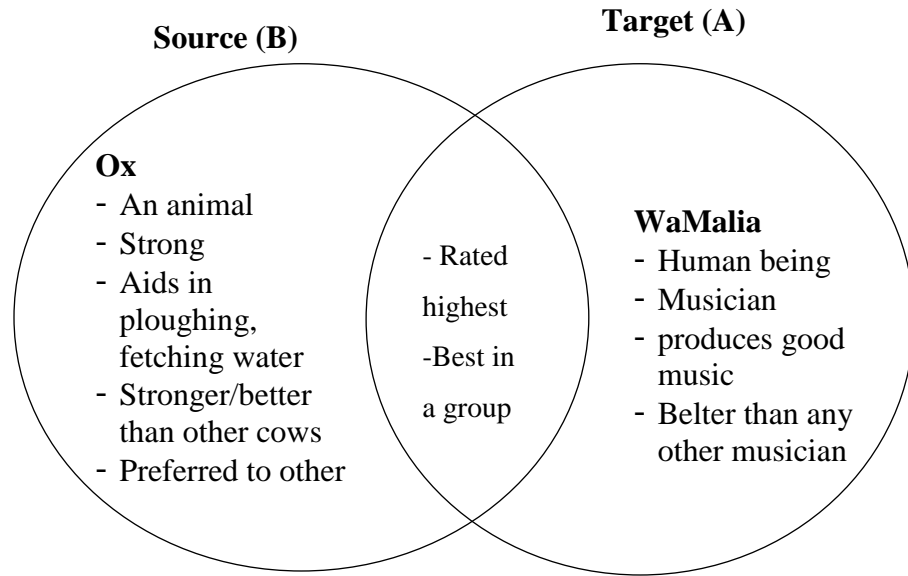 Source (B)
Target (A)
Ox
- An animal
- Strong
- Aids in
ploughing,
fetching water
- Stronger/better
than other cows
- Preferred to other
- Rated
highest
-Best in
a group
WaMalia
- Human being
- Musician
- produces good
music
- Belter than any
other musician